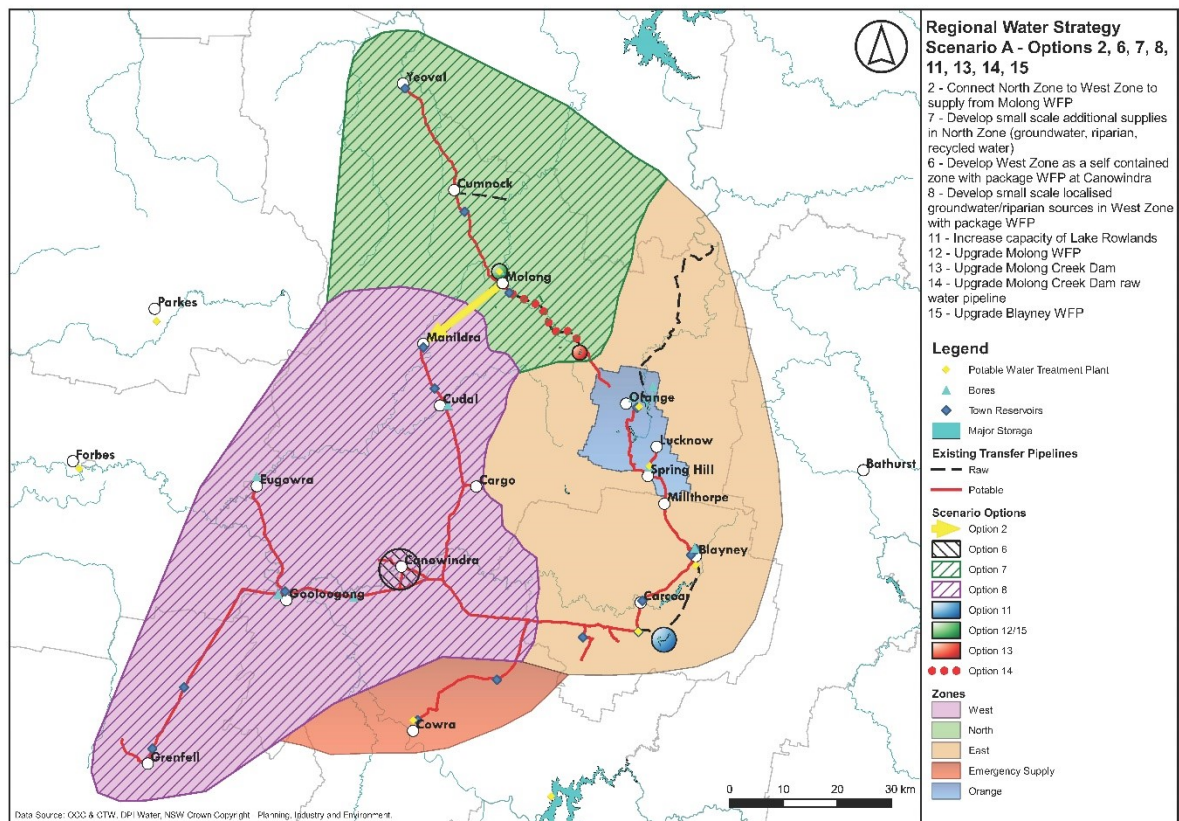 Yeoval
Cumnock
Molong
Parkes
Manildra
Cudal
Orange
Lucknow
Forbes
Bathurst
Eugowra
Cargo
Spring Hill
Millthorpe
Canowindra
Blayney
Gooloogong
Carcoar
Cowra
Grenfell
0 10 20 30 km
Data Source: OCC & CTW, DPI Water, NSW Crown Copyright - Planning, Industry and Environment.
Regional Water Strategy
Scenario A - Options 2, 6, 7, 8,
11, 13, 14, 15
2 - Connect North Zone to West Zone to
supply from Molong WFP
7 - Develop small scale additional supplies
in North Zone (groundwater, riparian,
recycled water)
6 - Develop West Zone as a self contained
zone with package WFP at Canowindra
8 - Develop small scale localised
groundwater/riparian sources in West Zone
with package WFP
11 - Increase capacity of Lake Rowlands
12 - Upgrade Molong WFP
13 - Upgrade Molong Creek Dam
14 - Upgrade Molong Creek Dam raw
water pipeline
15 - Upgrade Blayney WFP
Legend
Potable Water Treatment Plant
Bores
Town Reservoirs
Major Storage
Existing Transfer Pipelines
Raw
Potable
Scenario Options
Option 2
Option 6
Option 7
Option 8
Option 11
Option 12/15
Option 13
Option 14
Zones
West
North
East
Emergency Supply
Orange